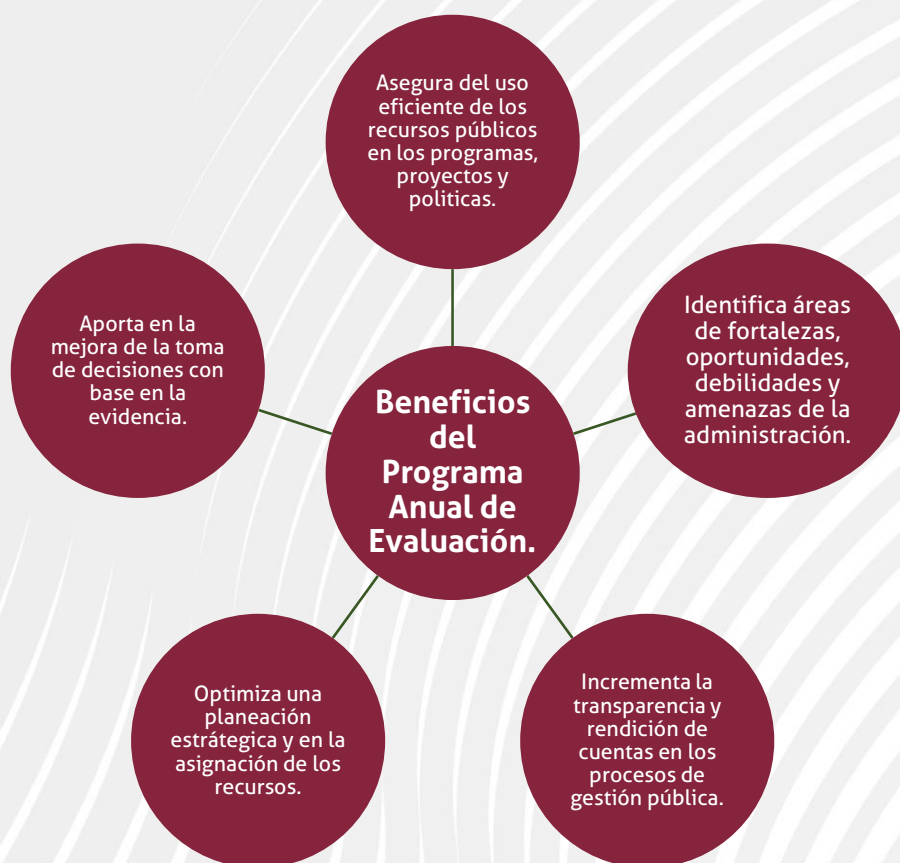 Asegura del uso
eficiente de los
recursos públicos
en los programas,
proyectos y
politicas.
Identifica áreas
de fortalezas,
oportunidades,
debilidades y
amenazas de la
administración.
Incrementa la
transparencia y
rendición de
cuentas en los
procesos de
gestión pública.
Optimiza una
planeación
estrátegica y en la
asignación de los
recursos.
Aporta en la
mejora de la toma
de decisiones con
base en la
evidencia.
Beneficios
del
Programa
Anual de
Evaluación.